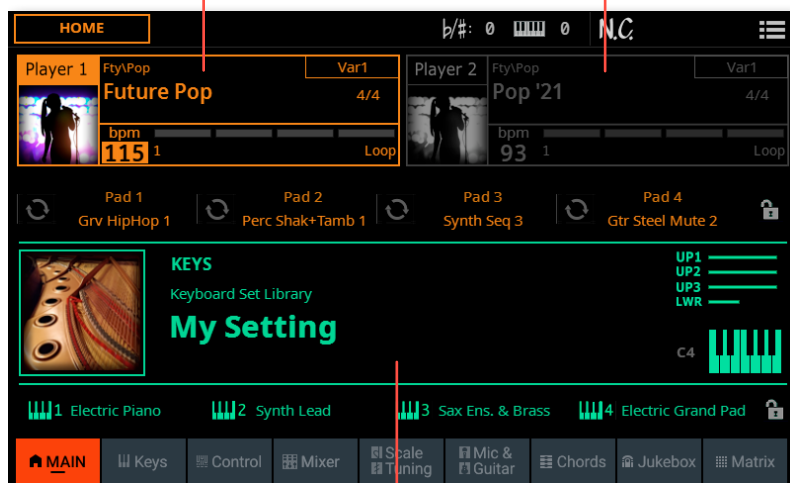 HOME
♭/#: 0 0 N.C.
Player 1 Fty\Pop Var1
Future Pop
4/4
bpm
115 1 Loop
Player 2 Fty\Pop Var1
Pop '21
4/4
bpm
93 1 Loop
Pad 1
Grv HipHop 1
Pad 2
Perc Shak+Tamb 1
Pad 3
Synth Seq 3
Pad 4
Gtr Steel Mute 2
KEYS
Keyboard Set Library
My Setting
UP1
UP2
UP3
LWR
C4
1 Electric Piano
2 Synth Lead
3 Sax Ens. & Brass
4 Electric Grand Pad
MAIN
Keys
Control
Mixer
Scale
Tuning
Mic &
Guitar
Chords
Jukebox
Matrix